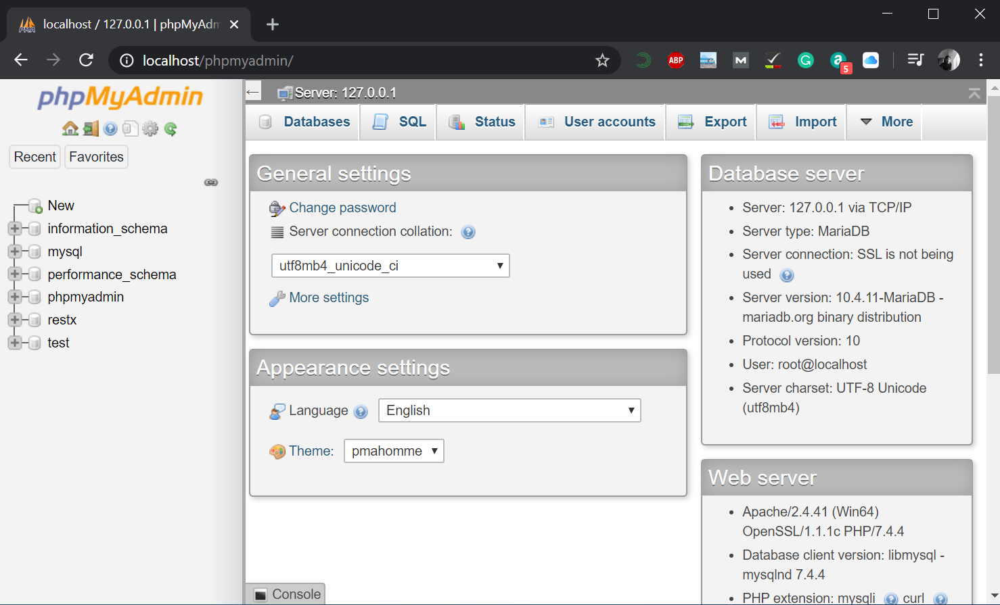 localhost / 127.0.0.1 | phpMyAdm
localhost/phpmyadmin/
ABP
M
G
a
5
phpMyAdmin
Recent Favorites
New
information_schema
mysql
performance_schema
phpmyadmin
restx
test
Server: 127.0.0.1
Databases SQL Status User accounts Export Import More
General settings
Change password
Server connection collation:
utf8mb4_unicode_ci
More settings
Appearance settings
Language English
Theme: pmahomme
Database server
Server: 127.0.0.1 via TCP/IP
Server type: MariaDB
Server connection: SSL is not being
used
Server version: 10.4.11-MariaDB -
mariadb.org binary distribution
Protocol version: 10
User: root@localhost
Server charset: UTF-8 Unicode
(utf8mb4)
Web server
Apache/2.4.41 (Win64)
OpenSSL/1.1.1c PHP/7.4.4
Database client version: libmysql -
mysqlnd 7.4.4
PHP extension: mysqli curl
Console